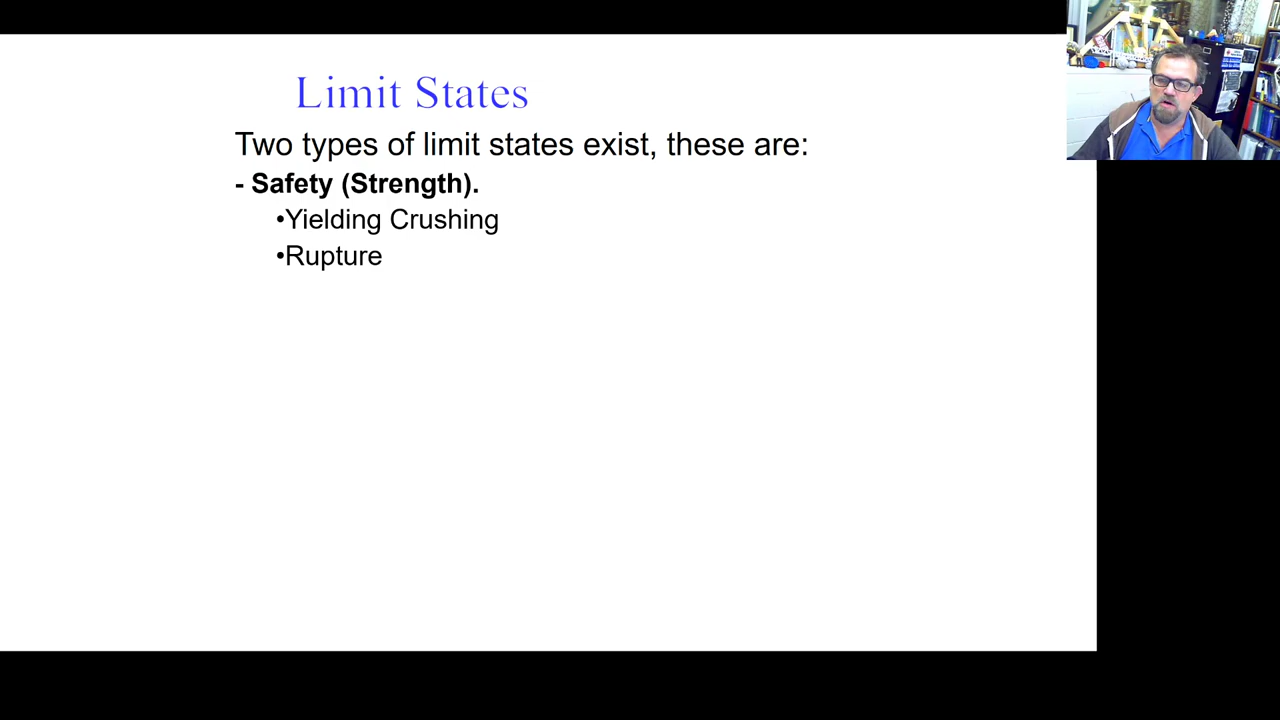 Limit States
Two types of limit states exist, these are:
- Safety (Strength).
•Yielding Crushing
•Rupture